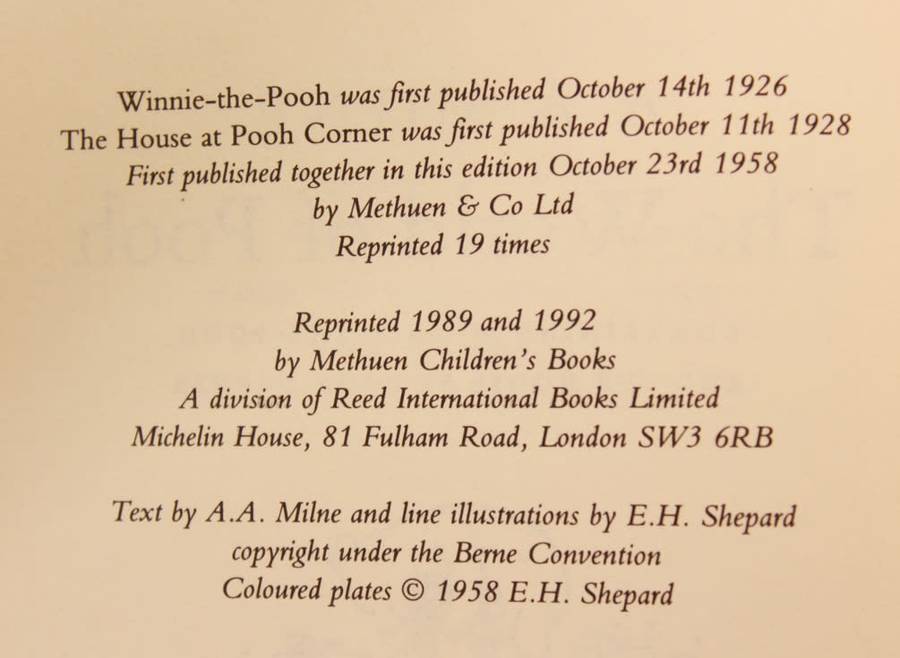 Winnie-the-Pooh was first published October 14th 1926
The House at Pooh Corner was first published October 11th 1928
First published together in this edition October 23rd 1958
by Methuen & Co Ltd
Reprinted 19 times
Reprinted 1989 and 1992
by Methuen Children's Books
A division of Reed International Books Limited
Michelin House, 81 Fulham Road, London SW3 6RB
Text by A.A. Milne and line illustrations by E.H. Shepard
copyright under the Berne Convention
Coloured plates © 1958 E.H. Shepard